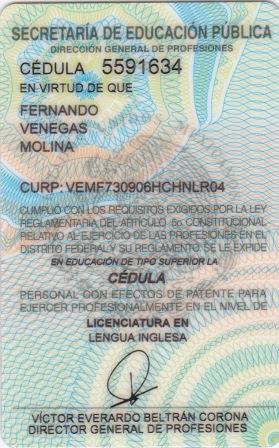 SECRETARÍA DE EDUCACIÓN PÚBLICA
DIRECCIÓN GENERAL DE PROFESIONES
CÉDULA 5591634
EN VIRTUD DE QUE
FERNANDO
VENEGAS
MOLINA
CURP: VEMF730906HCHNLR04
CUMPLIÓ CON LOS REQUISITOS EXIGIDOS POR LA LEY
REGLAMENTARIA DEL ARTÍCULO 5o CONSTITUCIONAL
RELATIVO AL EJERCICIO DE LAS PROFESIONES EN EL
DISTRITO FEDERAL Y SU REGLAMENTO SE LE EXPIDE
EN EDUCACIÓN DE TIPO SUPERIOR LA
CÉDULA
PERSONAL CON EFECTOS DE PATENTE PARA
EJERCER PROFESIONALMENTE EN EL NIVEL DE
LICENCIATURA EN
LENGUA INGLESA
VÍCTOR EVERARDO BELTRÁN CORONA
DIRECTOR GENERAL DE PROFESIONES